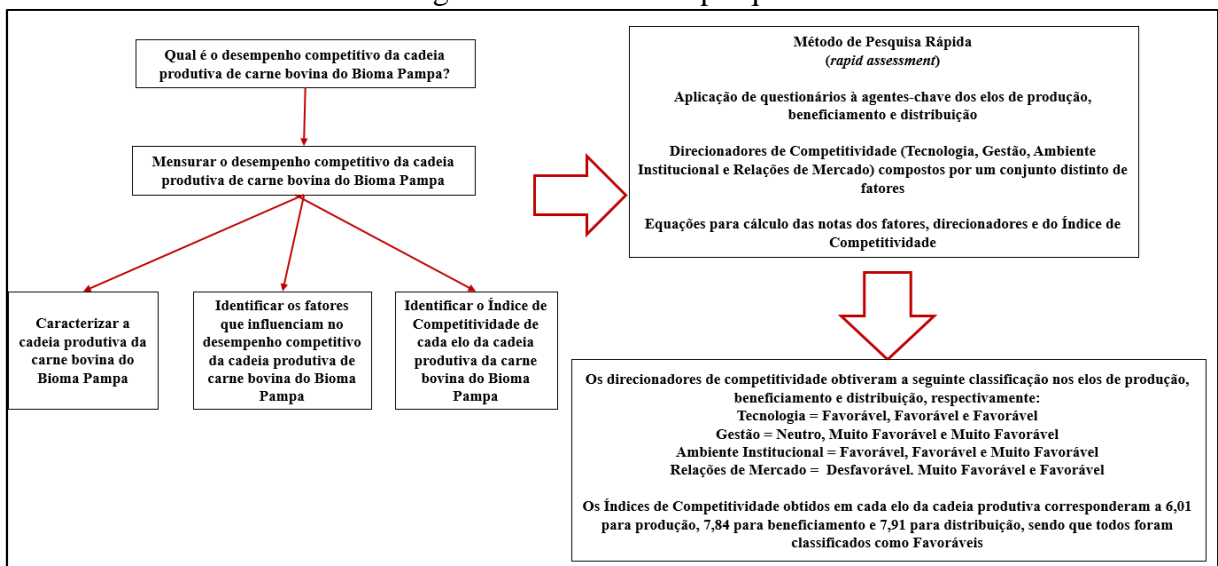 Qual é o desempenho competitivo da cadeia
produtiva de carne bovina do Bioma Pampa?
Mensurar o desempenho competitivo da cadeia
produtiva de carne bovina do Bioma Pampa
Caracterizar a
cadeia produtiva da
carne bovina do
Bioma Pampa
Identificar os fatores
que influenciam no
desempenho competitivo
da cadeia produtiva de
carne bovina do Bioma
Pampa
Identificar o Índice de
Competitividade de
cada elo da cadeia
produtiva da carne
bovina do Bioma
Pampa
Método de Pesquisa Rápida
(rapid assessment)
Aplicação de questionários à agentes-chave dos elos de produção,
beneficiamento e distribuição
Direcionadores de Competitividade (Tecnologia, Gestão, Ambiente
Institucional e Relações de Mercado) compostos por um conjunto distinto de
fatores
Equações para cálculo das notas dos fatores, direcionadores e do Índice de
Competitividade
Os direcionadores de competitividade obtiveram a seguinte classificação nos elos de produção,
beneficiamento e distribuição, respectivamente:
Tecnologia = Favorável, Favorável e Favorável
Gestão = Neutro, Muito Favorável e Muito Favorável
Ambiente Institucional = Favorável, Favorável e Muito Favorável
Relações de Mercado = Desfavorável. Muito Favorável e Favorável
Os Índices de Competitividade obtidos em cada elo da cadeia produtiva corresponderam a 6,01
para produção, 7,84 para beneficiamento e 7,91 para distribuição, sendo que todos foram
classificados como Favoráveis